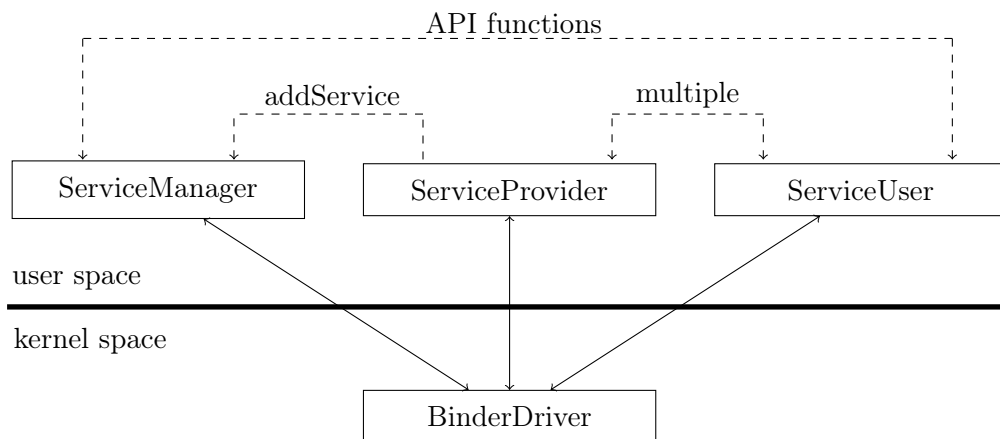 API functions
addService
multiple
ServiceManager
ServiceProvider
ServiceUser
user space
kernel space
BinderDriver